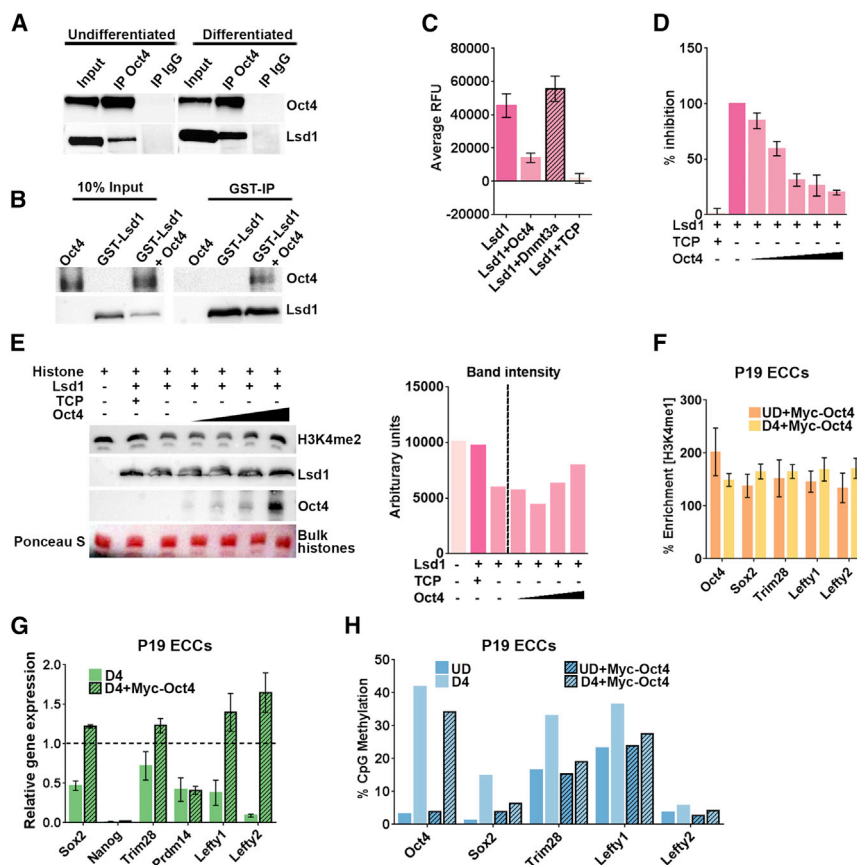 A
Undifferentiated
Differentiated
Input
IP Oct4
IP IgG
Input
IP Oct4
IP IgG
Oct4
Lsd1
B
10% Input
GST-IP
Oct4
GST-Lsd1
GST-Lsd1
+ Oct4
Oct4
GST-Lsd1
GST-Lsd1
+ Oct4
Oct4
Lsd1
C
Average RFU
80000
60000
40000
20000
0
-20000
Lsd1
Lsd1+Oct4
Lsd1+Dnmt3a
Lsd1+TCP
D
% inhibition
150
100
50
0
Lsd1 + + + + + + +
TCP + - - - - - -
Oct4 - -
E
Histone + + + + + + +
Lsd1 - + + + + + +
TCP - + -
Oct4 - - -
H3K4me2
Lsd1
Oct4
Ponceau S
Bulk
histones
Band intensity
Arbiturary units
15000
10000
5000
0
Lsd1 - + + + + + +
TCP - + - - - - -
Oct4 - - -
F
P19 ECCs
% Enrichment [H3K4me1]
300
200
100
0
UD+Myc-Oct4
D4+Myc-Oct4
Oct4
Sox2
Trim28
Lefty1
Lefty2
G
P19 ECCs
Relative gene expression
2.0
1.5
1.0
0.5
0.0
D4
D4+Myc-Oct4
Sox2
Nanog
Trim28
Prdm14
Lefty1
Lefty2
H
P19 ECCs
% CpG Methylation
50
40
30
20
10
0
UD
D4
UD+Myc-Oct4
D4+Myc-Oct4
Oct4
Sox2
Trim28
Lefty1
Lefty2